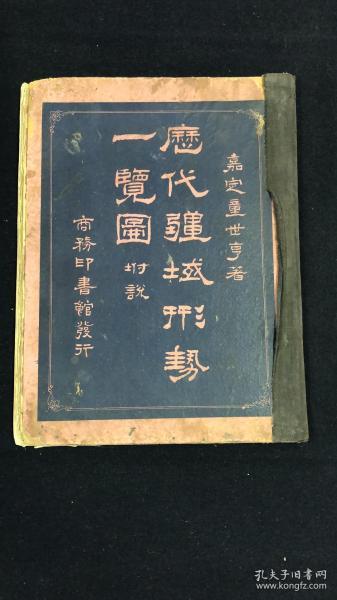 嘉定童世亨著
歷代疆域形勢
一覽圖 坿說
商務印書館發行
孔夫子旧书网
www.kongfz.com